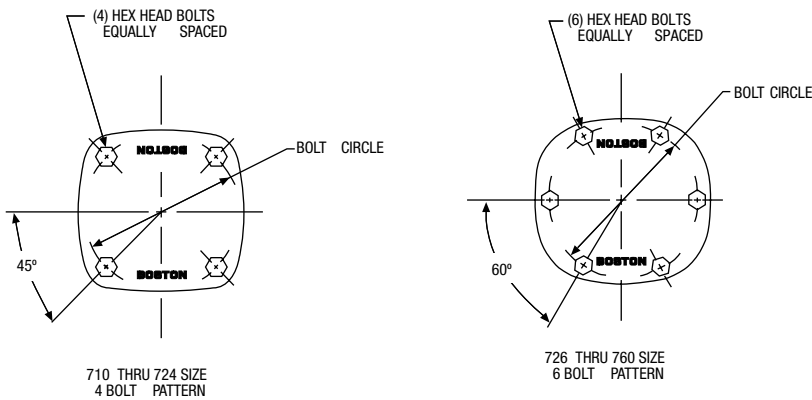 (4) HEX HEAD BOLTS
EQUALLY SPACED
BOSTON
BOLT CIRCLE
45º
BOSTON
710 THRU 724 SIZE
4 BOLT PATTERN
(6) HEX HEAD BOLTS
EQUALLY SPACED
BOLT CIRCLE
BOSTON
60º
BOSTON
726 THRU 760 SIZE
6 BOLT PATTERN